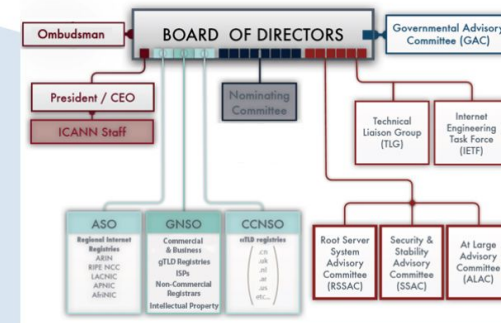 Ombudsman
BOARD OF DIRECTORS
Governmental Advisory
Committee (GAC)
President / CEO
ICANN Staff
Nominating
Committee
Technical
Liaison Group
(TLG)
Internet
Engineering
Task Force
(IETF)
ASO
Regional Internet
Registries
ARIN
RIPE NCC
LACNIC
APNIC
AfriNIC
GNSO
Commercial
& Business
gTLD Registries
ISPs
Non-Commercial
Registrars
Intellectual Property
CCNSO
ccTLD registries
.cn
.uk
.nl
.ar
.us
etc...
Root Server
System
Advisory
Committee
(RSSAC)
Security &
Stability
Advisory
Committee
(SSAC)
At Large
Advisory
Committee
(ALAC)